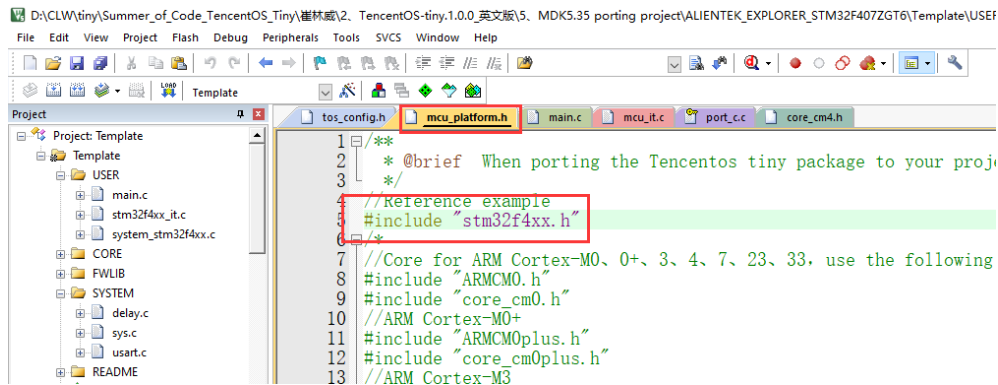 D:\CLW\tiny\Summer_of_Code_TencentOS_Tiny\崔林威\2、TencentOS-tiny.1.0.0_英文版\5、MDK5.35 porting project\ALIENTEK_EXPLORER_STM32F407ZGT6\Template\USER
File Edit View Project Flash Debug Peripherals Tools SVCS Window Help
LOAD Template
Project
Project: Template
Template
USER
main.c
stm32f4xx_it.c
system_stm32f4xx.c
CORE
FWLIB
SYSTEM
delay.c
sys.c
usart.c
README
tos_config.h mcu_platform.h main.c mcu_it.c port_c.c core_cm4.h
1 /**
2 * @brief When porting the Tencentos tiny package to your proj
3 */
4 //Reference example
5 #include "stm32f4xx.h"
6 /*
7 //Core for ARM Cortex-M0、0+、3、4、7、23、33，use the following
8 #include "ARMCM0.h"
9 #include "core_cm0.h"
10 //ARM Cortex-M0+
11 #include "ARMCM0plus.h"
12 #include "core_cm0plus.h"
13 //ARM Cortex-M3